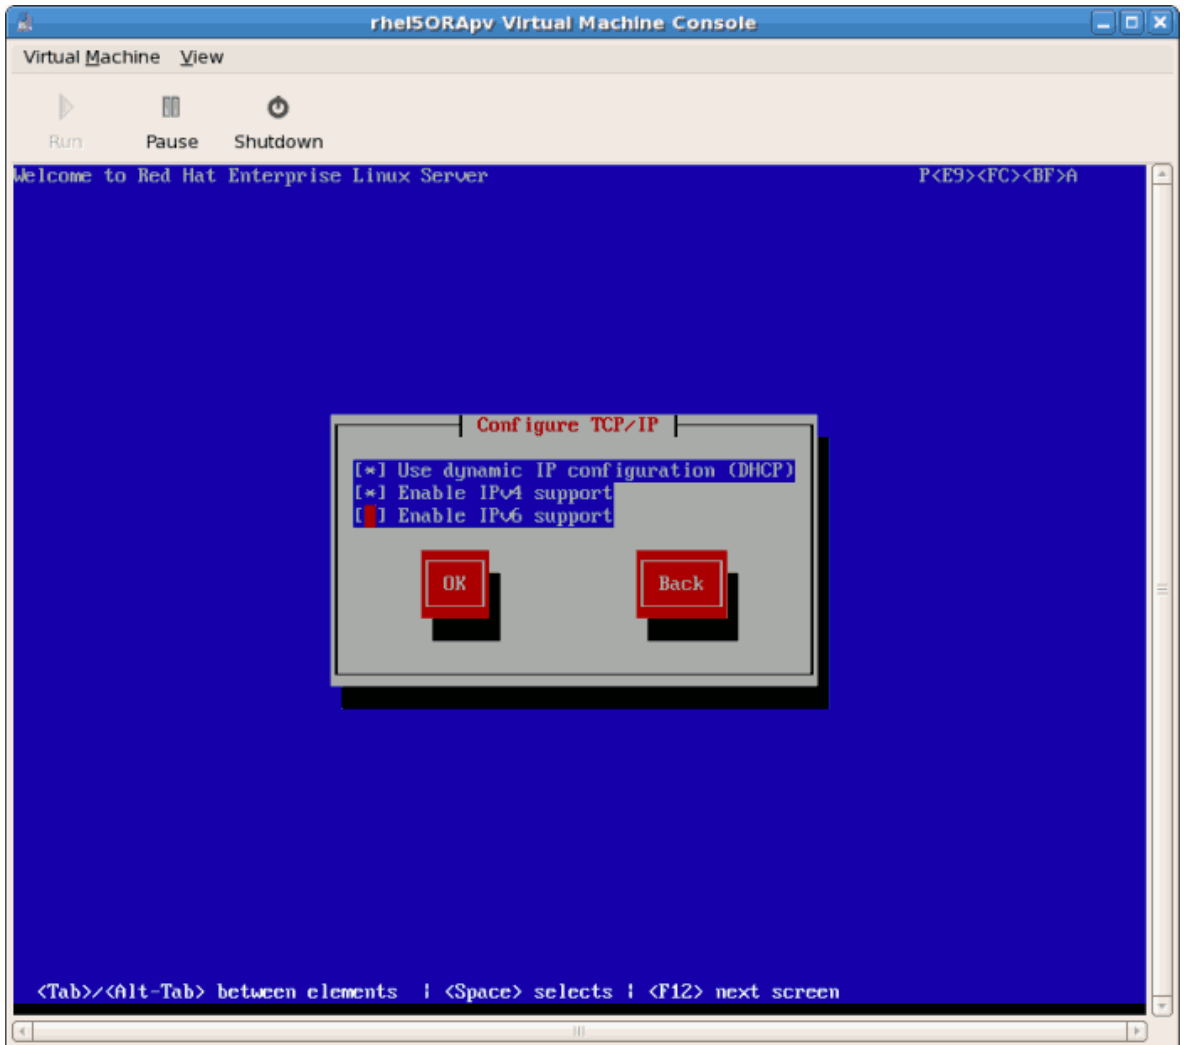 rhel5ORApv Virtual Machine Console
Virtual Machine View
Run Pause Shutdown
Welcome to Red Hat Enterprise Linux Server P<E9><FC><BF>A
Configure TCP/IP
[*] Use dynamic IP configuration (DHCP)
[*] Enable IPv4 support
[ ] Enable IPv6 support
OK Back
<Tab>/<Alt-Tab> between elements | <Space> selects | <F12> next screen